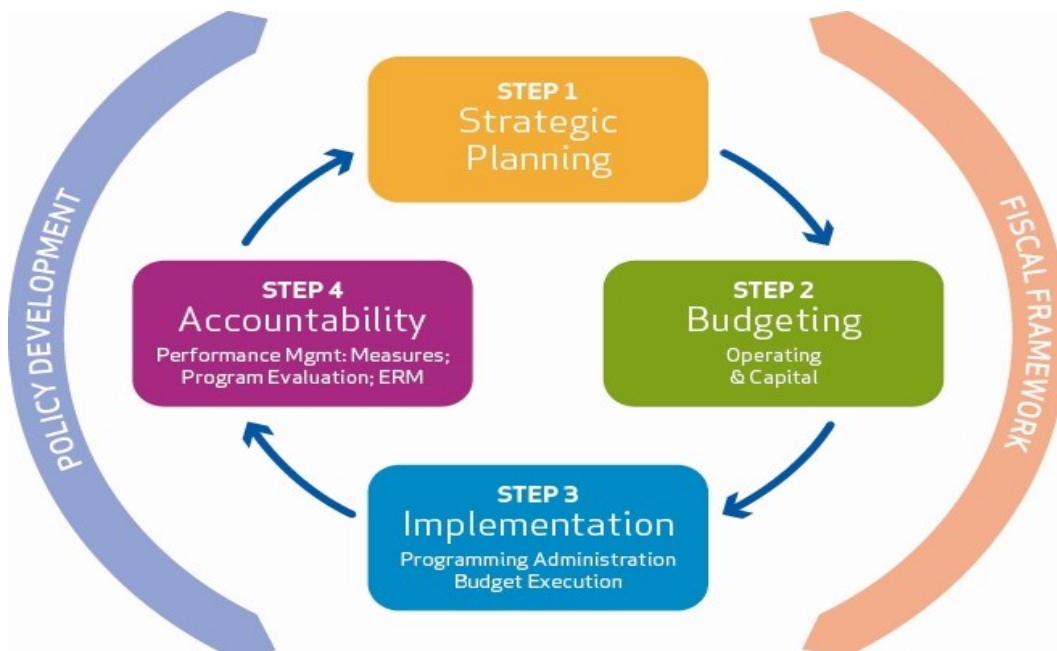 STEP 1
Strategic
Planning
POLICY DEVELOPMENT
FISCAL FRAMEWORK
STEP 4
Accountability
Performance Mgmt: Measures;
Program Evaluation; ERM
STEP 2
Budgeting
Operating
& Capital
STEP 3
Implementation
Programming Administration
Budget Execution